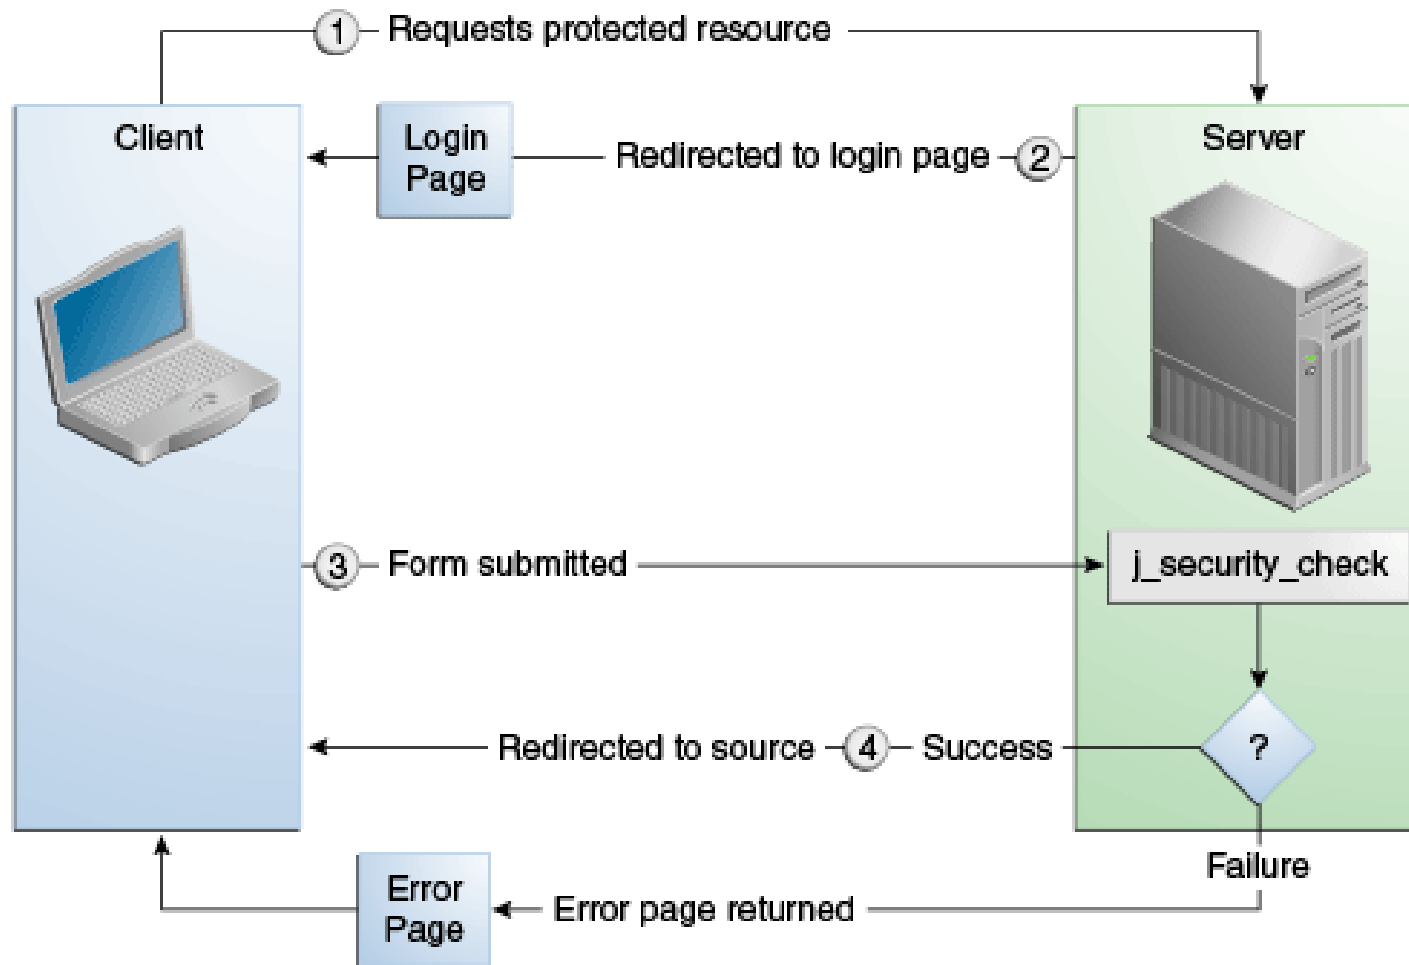 1 Requests protected resource
Client
Login
Page
Redirected to login page 2
Server
3 Form submitted
j_security_check
Redirected to source 4 Success
?
Failure
Error
Page
Error page returned